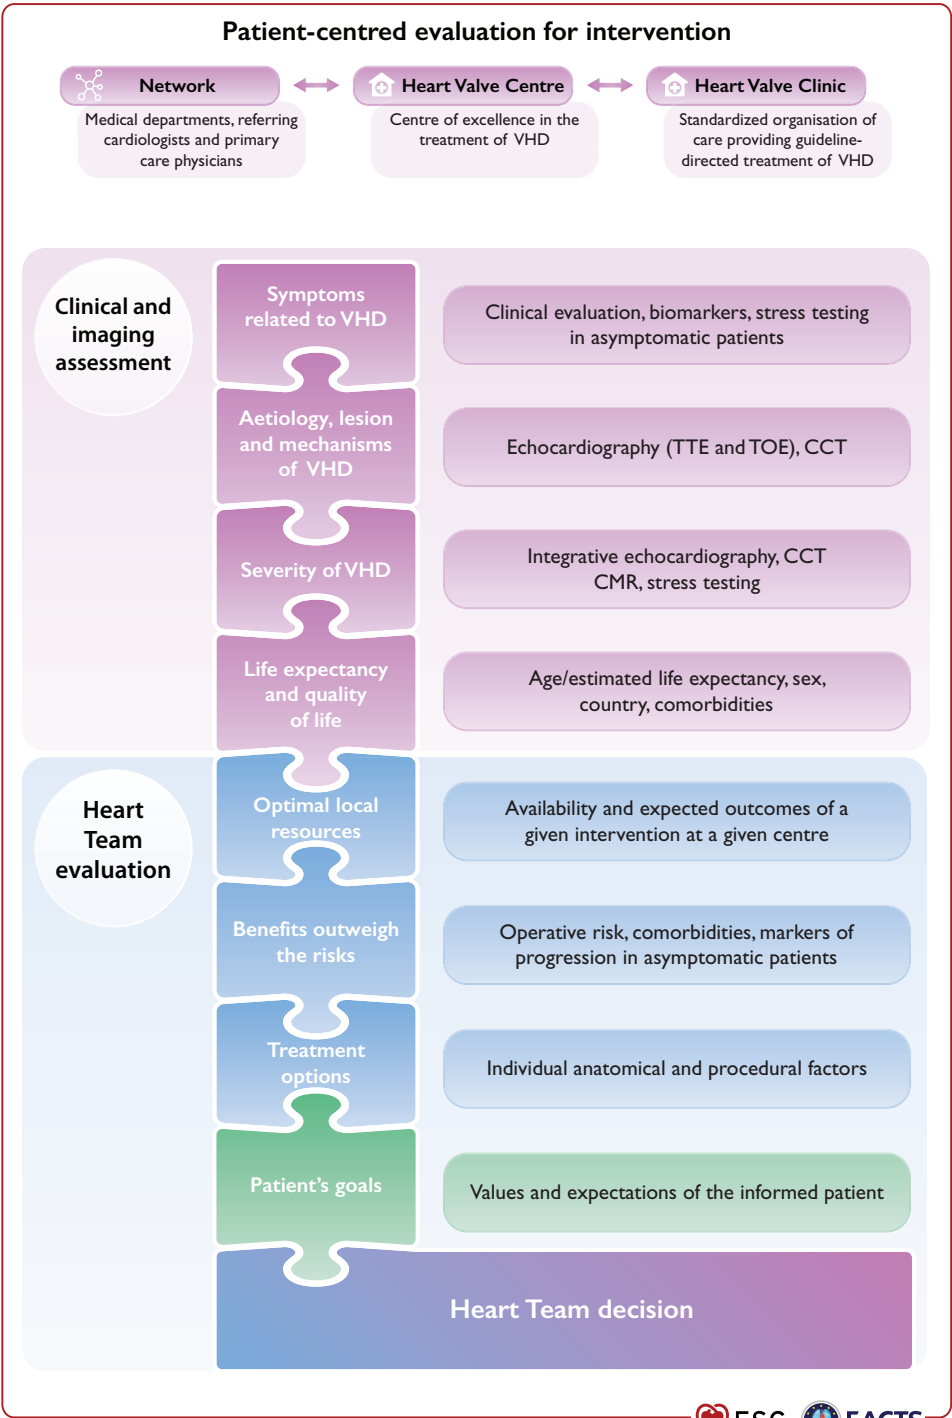 Patient-centred evaluation for intervention
Network
Heart Valve Centre
Heart Valve Clinic
Medical departments, referring
cardiologists and primary
care physicians
Centre of excellence in the
treatment of VHD
Standardized organisation of
care providing guideline-
directed treatment of VHD
Clinical and
imaging
assessment
Symptoms
related to VHD
Clinical evaluation, biomarkers, stress testing
in asymptomatic patients
Aetiology, lesion
and mechanisms
of VHD
Echocardiography (TTE and TOE), CCT
Severity of VHD
Integrative echocardiography, CCT
CMR, stress testing
Life expectancy
and quality
of life
Age/estimated life expectancy, sex,
country, comorbidities
Heart
Team
evaluation
Optimal local
resources
Availability and expected outcomes of a
given intervention at a given centre
Benefits outweigh
the risks
Operative risk, comorbidities, markers of
progression in asymptomatic patients
Treatment
options
Individual anatomical and procedural factors
Patient's goals
Values and expectations of the informed patient
Heart Team decision
ESC
EACTS